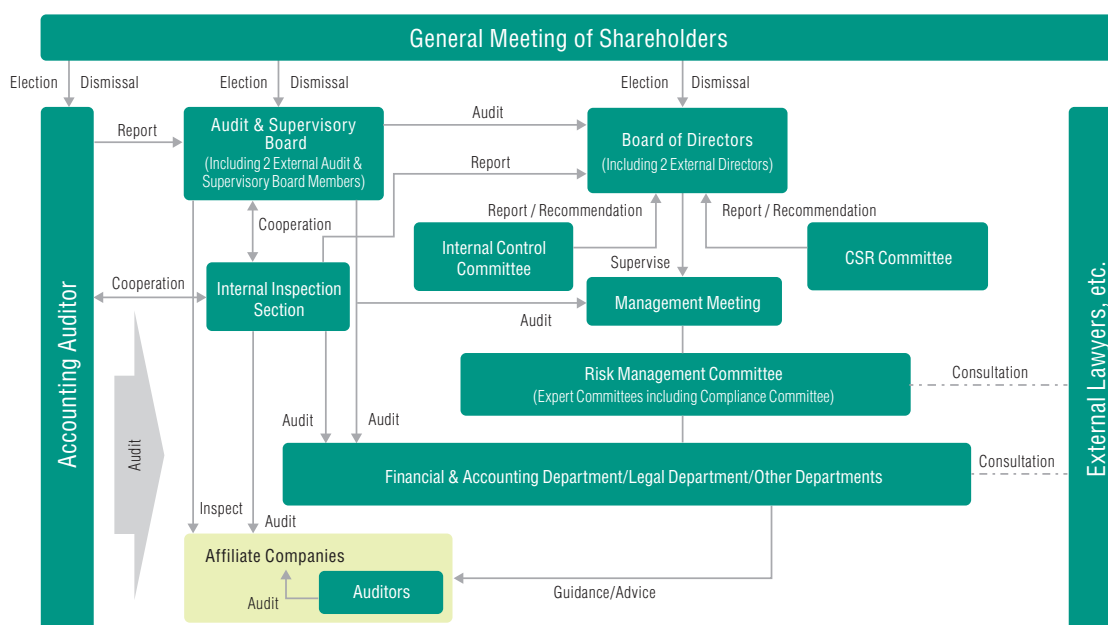 General Meeting of Shareholders
Election
Dismissal
Election
Dismissal
Election
Dismissal
Accounting Auditor
Report
Audit & Supervisory
Board
(Including 2 External Audit &
Supervisory Board Members)
Audit
Report
Board of Directors
(Including 2 External Directors)
External Lawyers, etc.
Cooperation
Report / Recommendation
Report / Recommendation
Internal Control
Committee
Supervise
CSR Committee
Cooperation
Internal Inspection
Section
Management Meeting
Audit
Risk Management Committee
(Expert Committees including Compliance Committee)
Consultation
Audit
Audit
Audit
Financial & Accounting Department/Legal Department/Other Departments
Consultation
Inspect
Audit
Affiliate Companies
Auditors
Audit
Guidance/Advice